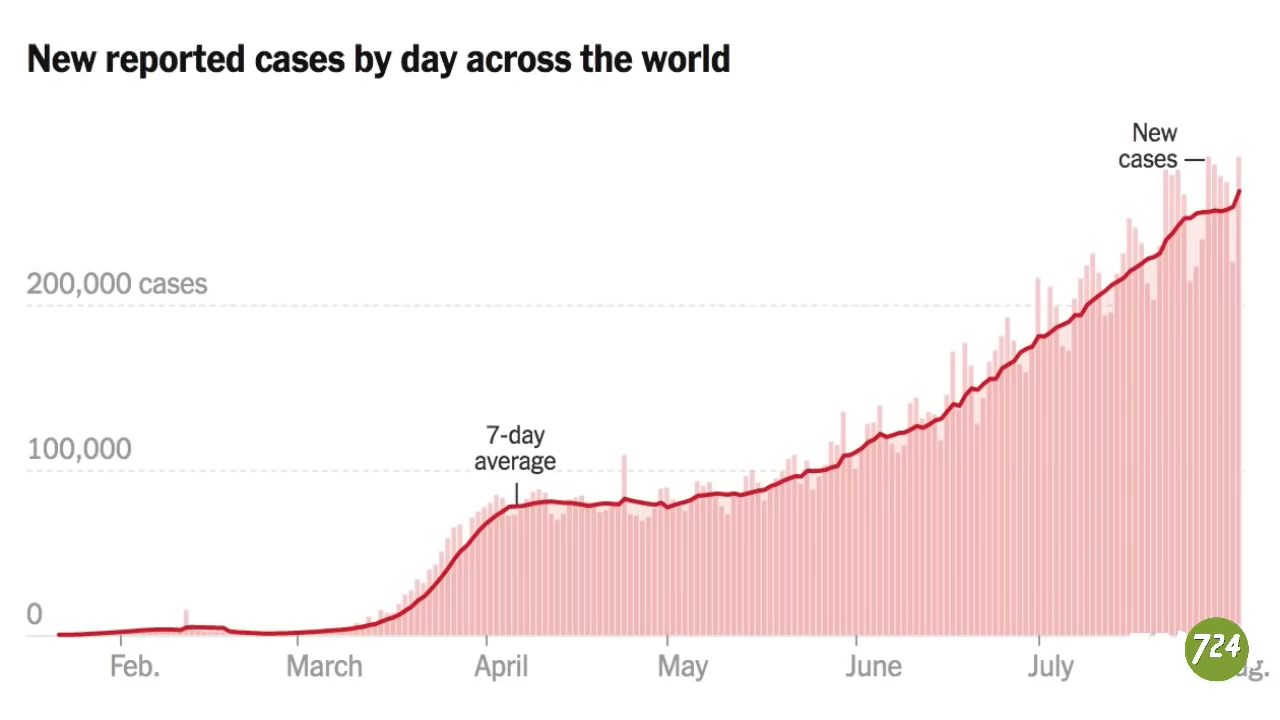 New reported cases by day across the world
New
cases
200,000 cases
7-day
average
100,000
0
Feb. March April May June July
724